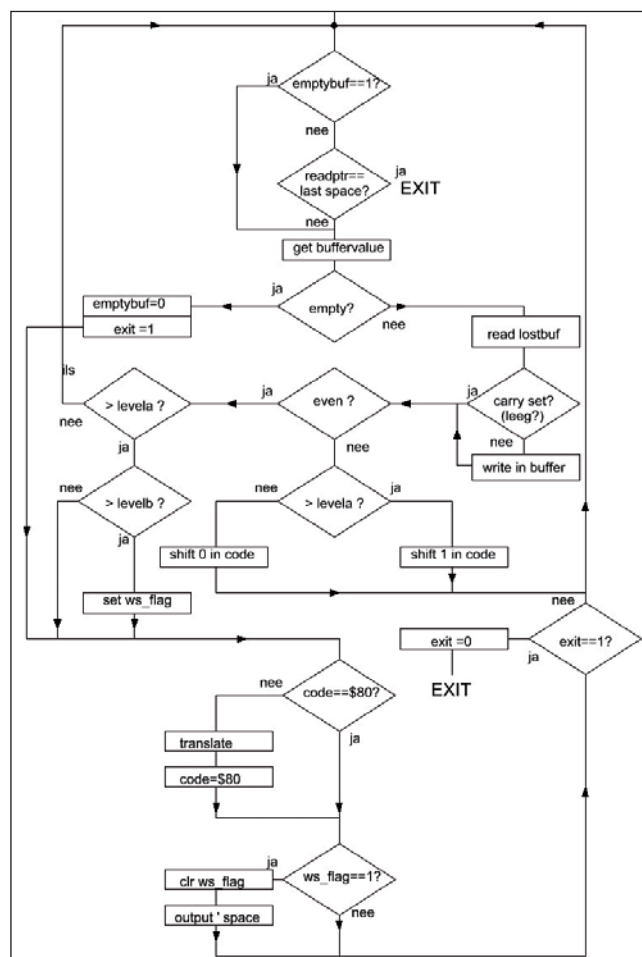 ja
emptybuf==1?
nee
readptr==
last space?
ja
EXIT
nee
get buffervalue
ja
empty?
nee
emptybuf=0
exit =1
read lostbuf
ils
nee
> levela ?
ja
ja
even ?
nee
ja
carry set?
(leeg?)
nee
write in buffer
nee
> levelb ?
ja
nee
> levela ?
ja
shift 0 in code
shift 1 in code
set ws_flag
nee
exit =0
exit==1?
ja
EXIT
nee
code==$80?
ja
translate
code=$80
ja
ws_flag==1?
nee
clr ws_flag
output ' space